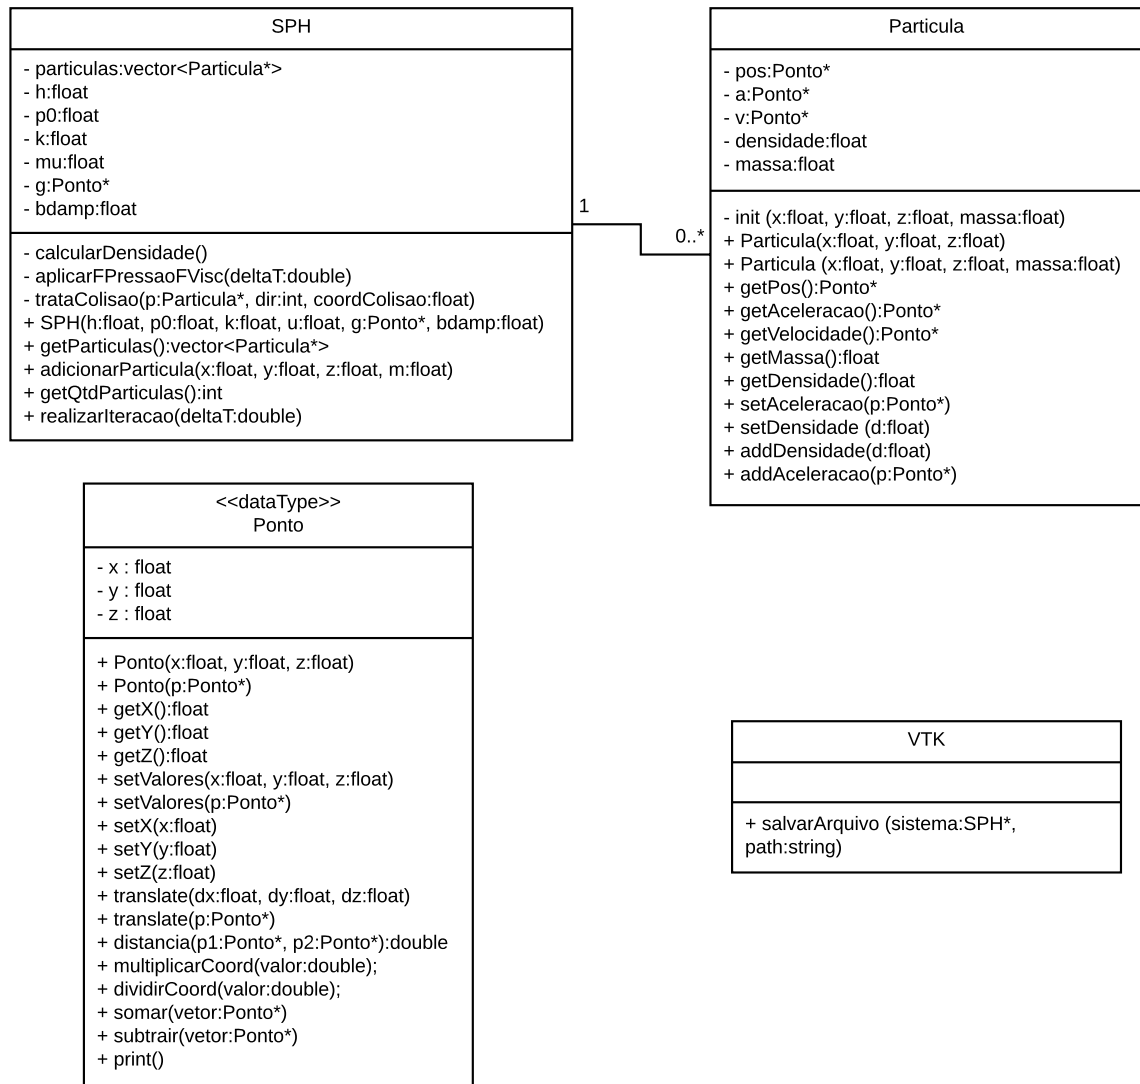 SPH
- particulas:vector<Particula*>
- h:float
- p0:float
- k:float
- mu:float
- g:Ponto*
- bdamp:float
- calcularDensidade()
- aplicarFPressaoFVisc(deltaT:double)
- trataColisao(p:Particula*, dir:int, coordColisao:float)
+ SPH(h:float, p0:float, k:float, u:float, g:Ponto*, bdamp:float)
+ getParticulas():vector<Particula*>
+ adicionarParticula(x:float, y:float, z:float, m:float)
+ getQtdParticulas():int
+ realizarIteracao(deltaT:double)
1
0..*
Particula
- pos:Ponto*
- a:Ponto*
- v:Ponto*
- densidade:float
- massa:float
- init (x:float, y:float, z:float, massa:float)
+ Particula(x:float, y:float, z:float)
+ Particula (x:float, y:float, z:float, massa:float)
+ getPos():Ponto*
+ getAceleracao():Ponto*
+ getVelocidade():Ponto*
+ getMassa():float
+ getDensidade():float
+ setAceleracao(p:Ponto*)
+ setDensidade (d:float)
+ addDensidade(d:float)
+ addAceleracao(p:Ponto*)
<<dataType>>
Ponto
- x : float
- y : float
- z : float
+ Ponto(x:float, y:float, z:float)
+ Ponto(p:Ponto*)
+ getX():float
+ getY():float
+ getZ():float
+ setValores(x:float, y:float, z:float)
+ setValores(p:Ponto*)
+ setX(x:float)
+ setY(y:float)
+ setZ(z:float)
+ translate(dx:float, dy:float, dz:float)
+ translate(p:Ponto*)
+ distancia(p1:Ponto*, p2:Ponto*):double
+ multiplicarCoord(valor:double);
+ dividirCoord(valor:double);
+ somar(vetor:Ponto*)
+ subtrair(vetor:Ponto*)
+ print()
VTK
+ salvarArquivo (sistema:SPH*,
path:string)